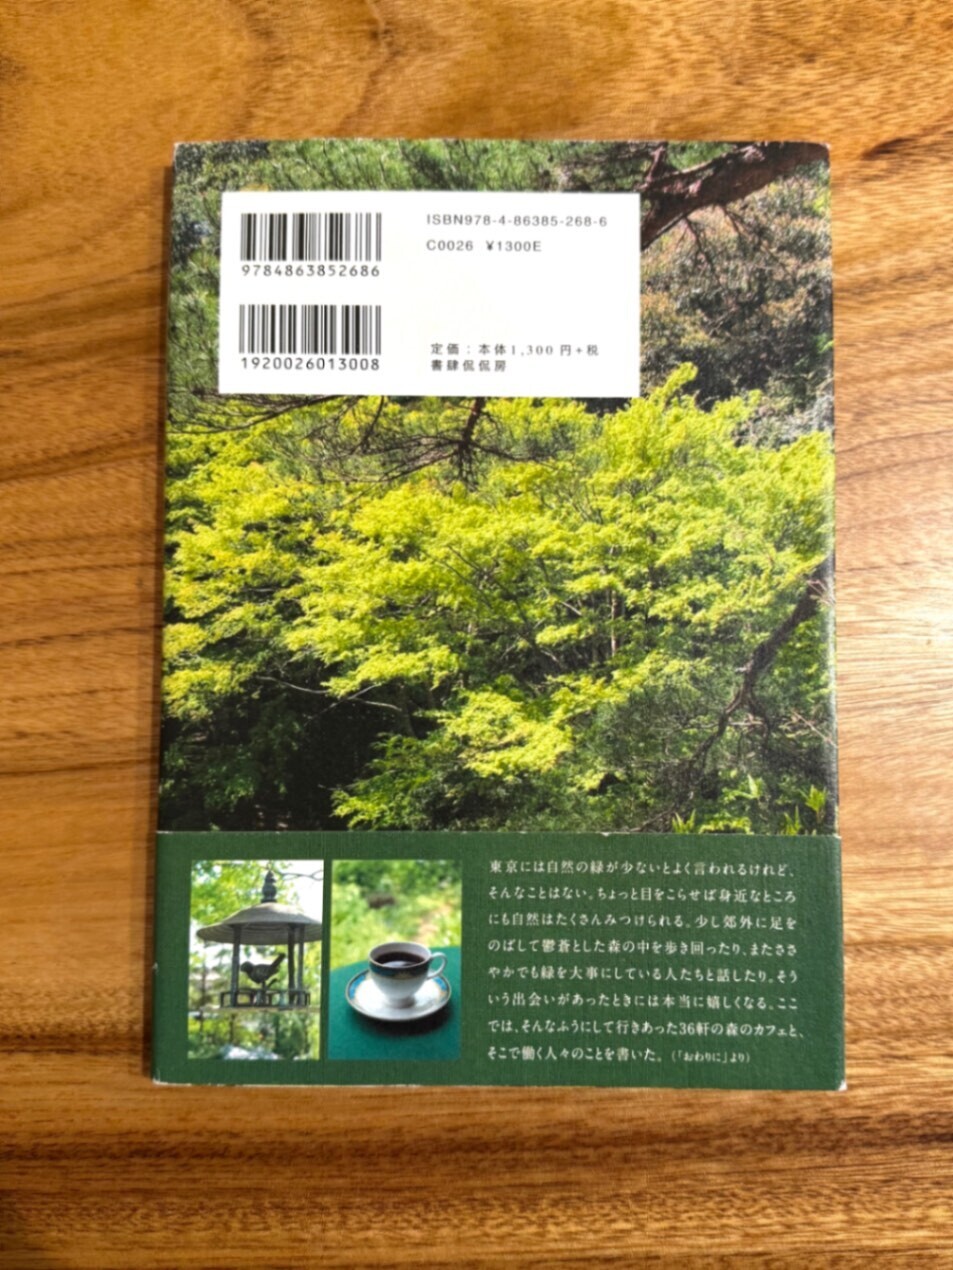 ISBN978-4-86385-268-6
C0026 ¥1300E
9784863852686
1920026013008
定価：本体1,300円+税
書肆侃侃房
東京には自然の緑が少ないとよく言われるけれど、
そんなことはない。ちょっと目をこらせば身近なところ
にも自然はたくさんみつけられる。少し郊外に足を
のばして鬱蒼とした森の中を歩き回ったり、またささ
やかでも緑を大事にしている人たちと話したり。そう
いう出会いがあったときには本当に嬉しくなる。ここ
では、そんなふうにして行きあった36軒の森のカフェと、
そこで働く人々のことを書いた。（「おわりに」より）